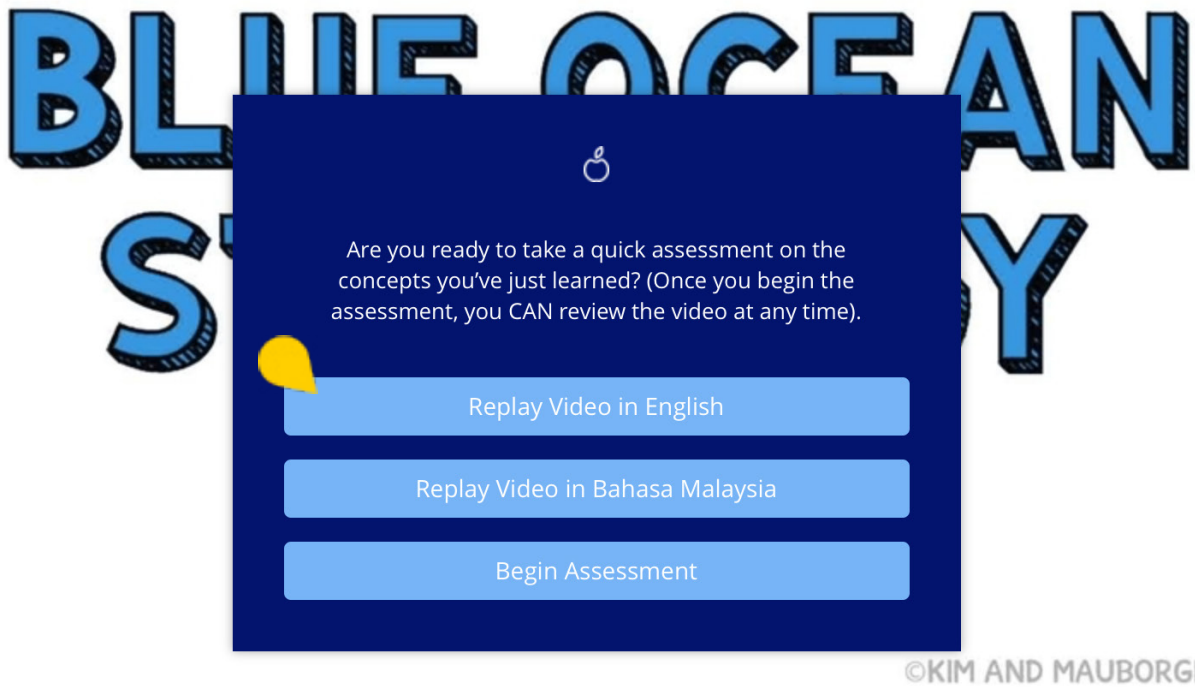 BLUE OCEAN
Are you ready to take a quick assessment on the
concepts you’ve just learned? (Once you begin the
assessment, you CAN review the video at any time).
Replay Video in English
Replay Video in Bahasa Malaysia
Begin Assessment
©KIM AND